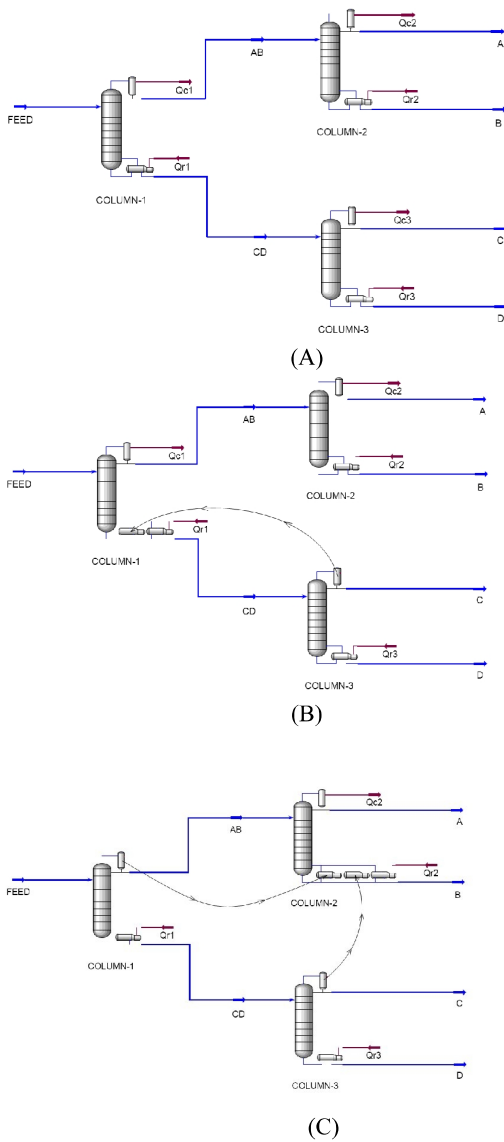 Qc2
A
AB
Qc1
Qr2
FEED
B
COLUMN-2
Qr1
COLUMN-1
Qc3
C
CD
Qr3
D
COLUMN-3
(A)
Qc2
A
AB
Qc1
Qr2
FEED
B
COLUMN-2
Qr1
COLUMN-1
CD
C
Qr3
D
COLUMN-3
(B)
Qc2
A
AB
Qr2
FEED
B
COLUMN-2
Qr1
COLUMN-1
C
CD
Qr3
D
COLUMN-3
(C)